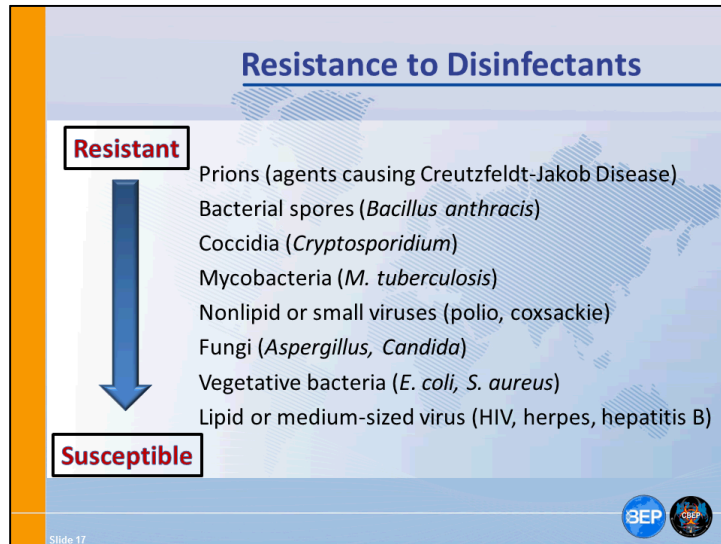 Resistance to Disinfectants
Resistant
Prions (agents causing Creutzfeldt-Jakob Disease)
Bacterial spores (Bacillus anthracis)
Coccidia (Cryptosporidium)
Mycobacteria (M. tuberculosis)
Nonlipid or small viruses (polio, coxsackie)
Fungi (Aspergillus, Candida)
Vegetative bacteria (E. coli, S. aureus)
Lipid or medium-sized virus (HIV, herpes, hepatitis B)
Susceptible
BEP
CBEP
Slide 17